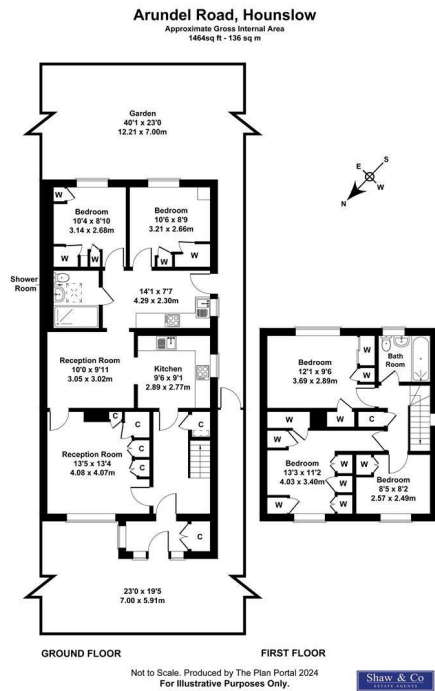 Arundel Road, Hounslow
Approximate Gross Internal Area
1464sq ft - 136 sq m
Garden
40'1 x 23'0
12.21 x 7.00m
E
S
N
W
W
Bedroom
10'4 x 8'10
3.14 x 2.68m
W
W
Bedroom
10'6 x 8'9
3.21 x 2.66m
W
W
Shower
Room
14'1 x 7'7
4.29 x 2.30m
Reception Room
10'0 x 9'11
3.05 x 3.02m
Kitchen
9'6 x 9'1
2.89 x 2.77m
C
C
C
C
C
Reception Room
13'5 x 13'4
4.08 x 4.07m
C
23'0 x 19'5
7.00 x 5.91m
Bedroom
12'1 x 9'6
3.69 x 2.89m
W
W
Bath
Room
W
W
C
W
Bedroom
13'3 x 11'2
4.03 x 3.40m
W
W
W
W
W
Bedroom
8'5 x 8'2
2.57 x 2.49m
GROUND FLOOR
FIRST FLOOR
Not to Scale. Produced by The Plan Portal 2024
For Illustrative Purposes Only.
Shaw & Co
ESTATE AGENTS